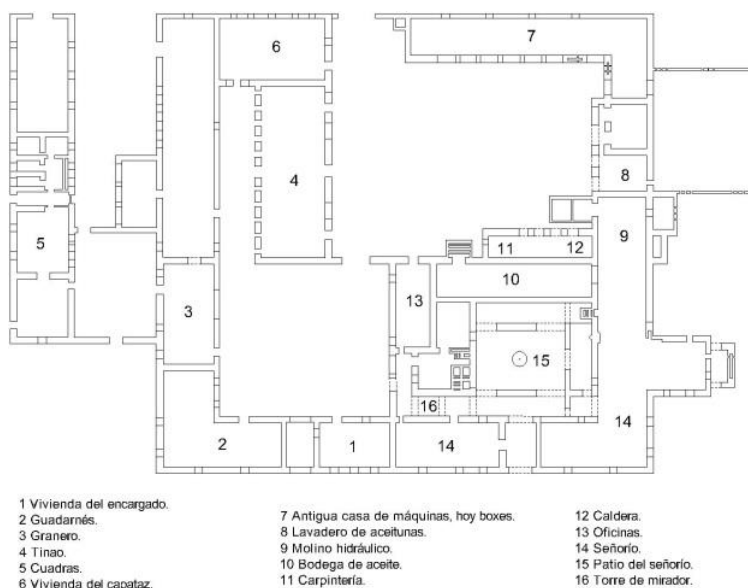 7
6
4
8
5
9
11 12
10
3
13
15
16
14
2
1
14
1 Vivienda del encargado.
2 Guadarnés.
3 Granero.
4 Tinao.
5 Cuadras.
6 Vivienda del capataz.
7 Antigua casa de máquinas, hoy boxes.
8 Lavadero de aceitunas.
9 Molino hidráulico.
10 Bodega de aceite.
11 Carpintería.
12 Caldera.
13 Oficinas.
14 Señorío.
15 Patio del señorío.
16 Torre de mirador.